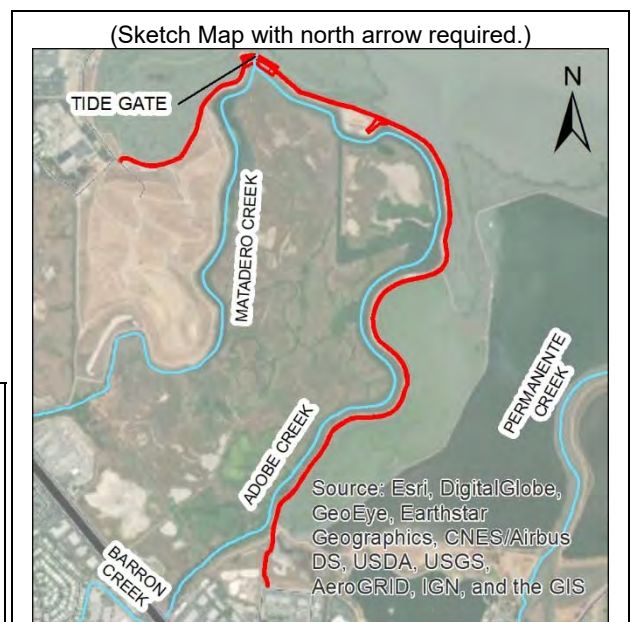 (Sketch Map with north arrow required.)
N
TIDE GATE
MATADERO CREEK
PERMANENTE
CREEK
ADOBE CREEK
BARRON
CREEK
Source: Esri, DigitalGlobe,
GeoEye, Earthstar
Geographics, CNES/Airbus
DS, USDA, USGS,
AeroGRID, IGN, and the GIS